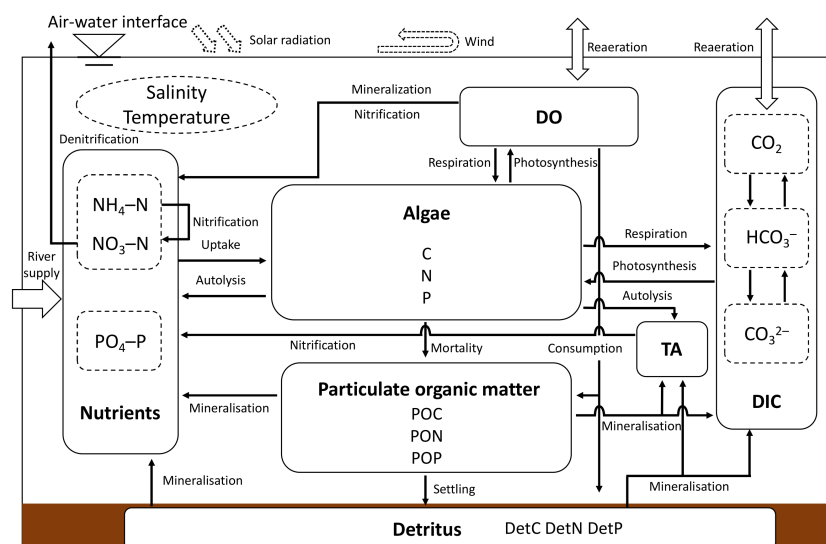 Air-water interface
Solar radiation
Wind
Reaeration
Reaeration
Salinity
Temperature
Mineralization
Nitrification
DO
CO₂
Denitrification
Respiration
Photosynthesis
NH₄–N
Nitrification
NO₃–N
Uptake
Algae
C
N
P
Respiration
HCO₃⁻
Photosynthesis
River
supply
Autolysis
Autolysis
PO₄–P
Nitrification
Mortality
Consumption
TA
CO₃²⁻
Nutrients
Mineralisation
Particulate organic matter
POC
PON
POP
Mineralisation
DIC
Mineralisation
Settling
Mineralisation
Detritus
DetC DetN DetP